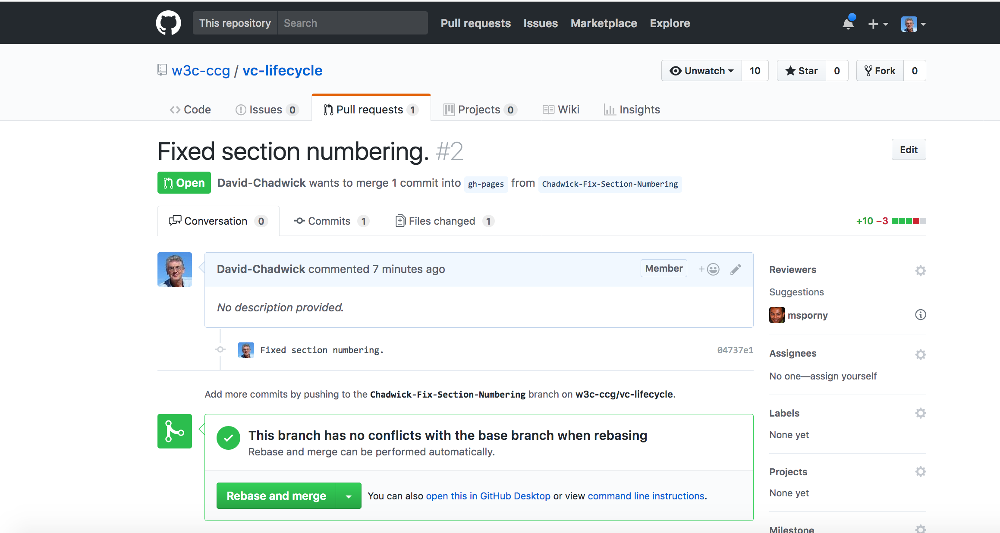 This repository Search Pull requests Issues Marketplace Explore
w3c-ccg / vc-lifecycle Unwatch 10 Star 0 Fork 0
Code Issues 0 Pull requests 1 Projects 0 Wiki Insights
Fixed section numbering. #2 Edit
Open David-Chadwick wants to merge 1 commit into gh-pages from Chadwick-Fix-Section-Numbering
Conversation 0 Commits 1 Files changed 1 +10 −3
David-Chadwick commented 7 minutes ago Member
No description provided.
Fixed section numbering. 04737e1
Add more commits by pushing to the Chadwick-Fix-Section-Numbering branch on w3c-ccg/vc-lifecycle.
This branch has no conflicts with the base branch when rebasing
Rebase and merge can be performed automatically.
Rebase and merge You can also open this in GitHub Desktop or view command line instructions.
Reviewers
Suggestions
msporny
Assignees
No one—assign yourself
Labels
None yet
Projects
None yet
Milestone